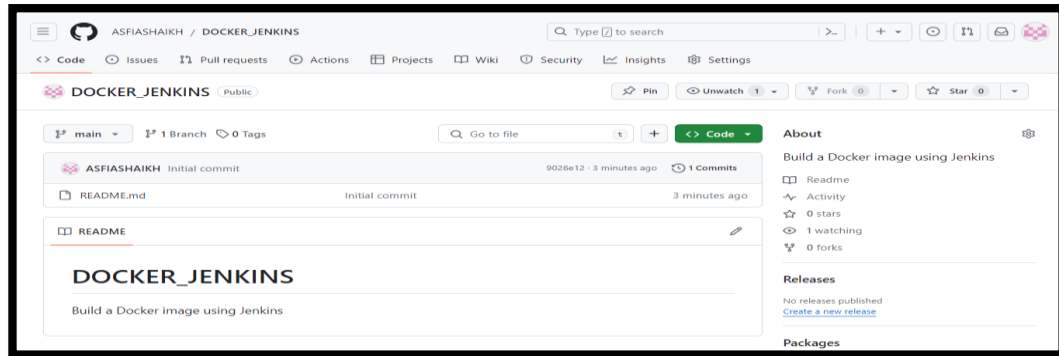 ASFIASHAIKH / DOCKER_JENKINS
Type / to search
<> Code Issues Pull requests Actions Projects Wiki Security Insights Settings
DOCKER_JENKINS Public
Pin Unwatch 1 Fork 0 Star 0
main 1 Branch 0 Tags
Go to file t + <> Code
ASFIASHAIKH Initial commit 9026e12 · 3 minutes ago 1 Commits
README.md Initial commit 3 minutes ago
README
DOCKER_JENKINS
Build a Docker image using Jenkins
About
Build a Docker image using Jenkins
Readme
Activity
0 stars
1 watching
0 forks
Releases
No releases published
Create a new release
Packages